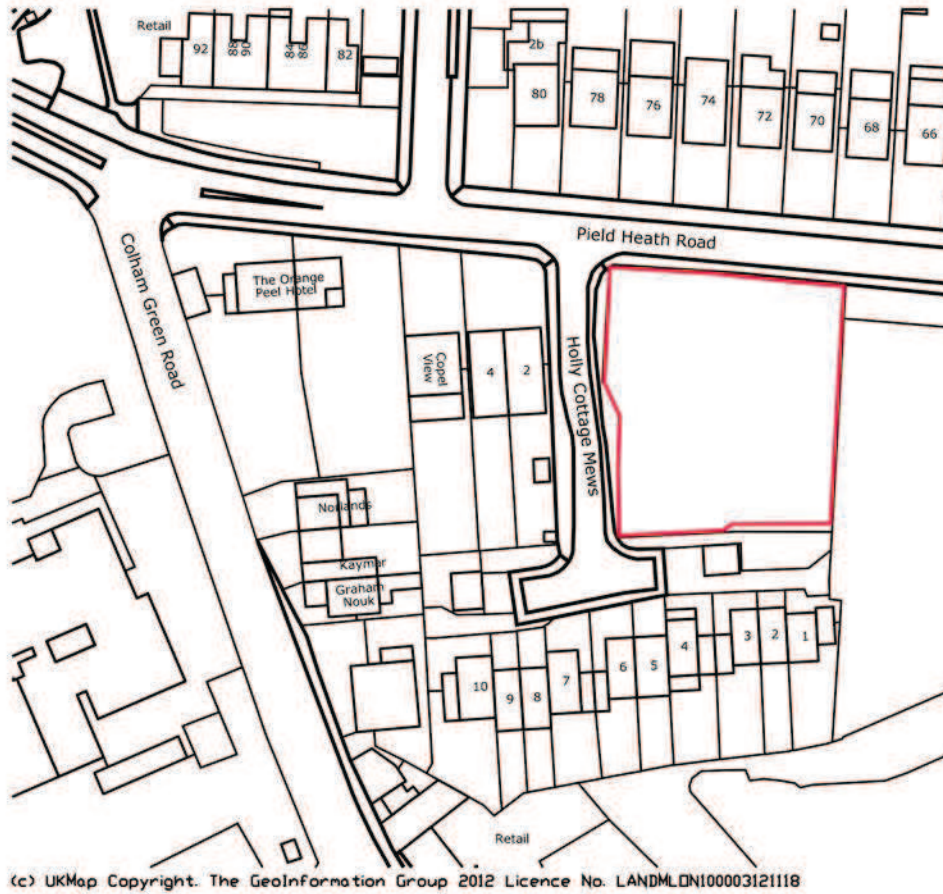 Retail
92
88
90
84
86
82
2b
80
78
76
74
72
70
68
66
Pield Heath Road
Colham Green Road
The Orange
Peel Hotel
Copel
View
4
2
Holly Cottage Mews
Norlands
Kaymar
Graham
Nouk
10
9
8
7
6
5
4
3
2
1
Retail
(c) UKMap Copyright. The GeoInformation Group 2012 Licence No. LANDMLON100003121118